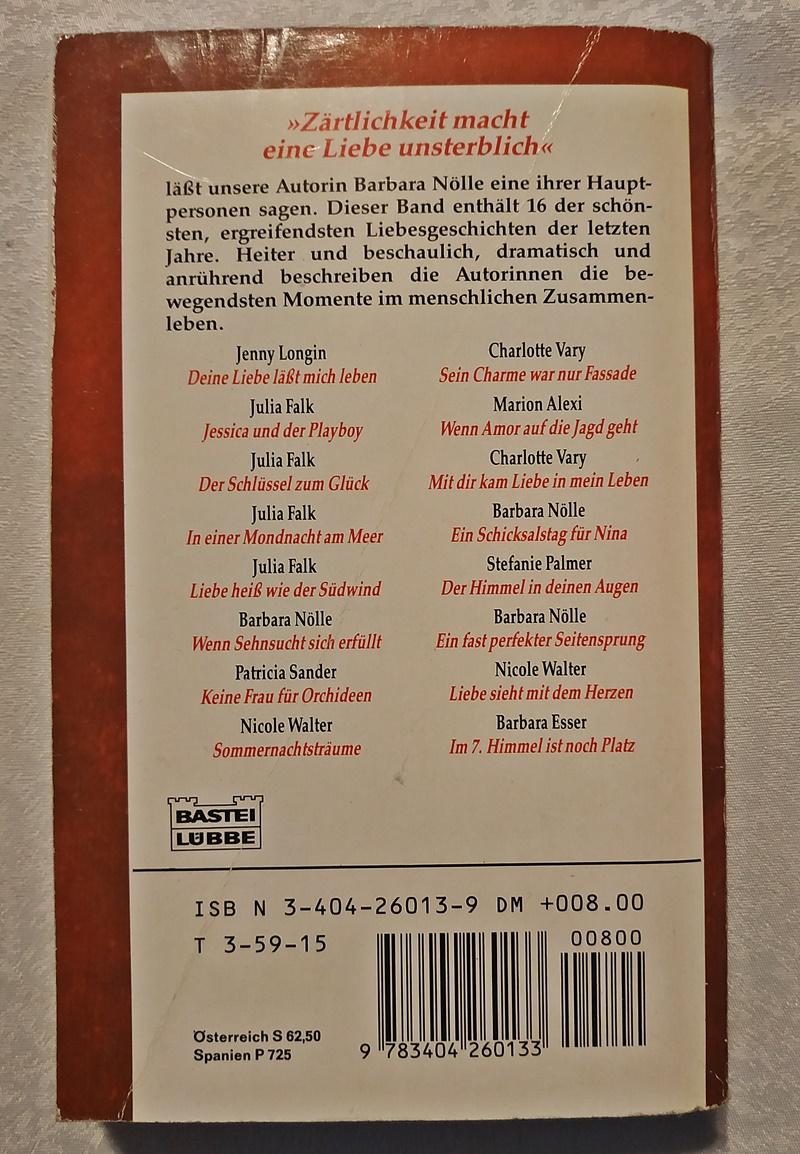 »Zärtlichkeit macht
eine Liebe unsterblich«
läßt unsere Autorin Barbara Nölle eine ihrer Haupt-
personen sagen. Dieser Band enthält 16 der schön-
sten, ergreifendsten Liebesgeschichten der letzten
Jahre. Heiter und beschaulich, dramatisch und
anrührend beschreiben die Autorinnen die be-
wegendsten Momente im menschlichen Zusammen-
leben.
Jenny Longin
Deine Liebe läßt mich leben
Julia Falk
Jessica und der Playboy
Julia Falk
Der Schlüssel zum Glück
Julia Falk
In einer Mondnacht am Meer
Julia Falk
Liebe heiß wie der Südwind
Barbara Nölle
Wenn Sehnsucht sich erfüllt
Patricia Sander
Keine Frau für Orchideen
Nicole Walter
Sommernachtsträume
Charlotte Vary
Sein Charme war nur Fassade
Marion Alexi
Wenn Amor auf die Jagd geht
Charlotte Vary
Mit dir kam Liebe in mein Leben
Barbara Nölle
Ein Schicksalstag für Nina
Stefanie Palmer
Der Himmel in deinen Augen
Barbara Nölle
Ein fast perfekter Seitensprung
Nicole Walter
Liebe sieht mit dem Herzen
Barbara Esser
Im 7. Himmel ist noch Platz
BASTEI
LÜBBE
ISB N 3-404-26013-9 DM +008.00
T 3-59-15
00800
Österreich S 62,50
Spanien P 725
9 783404 260133